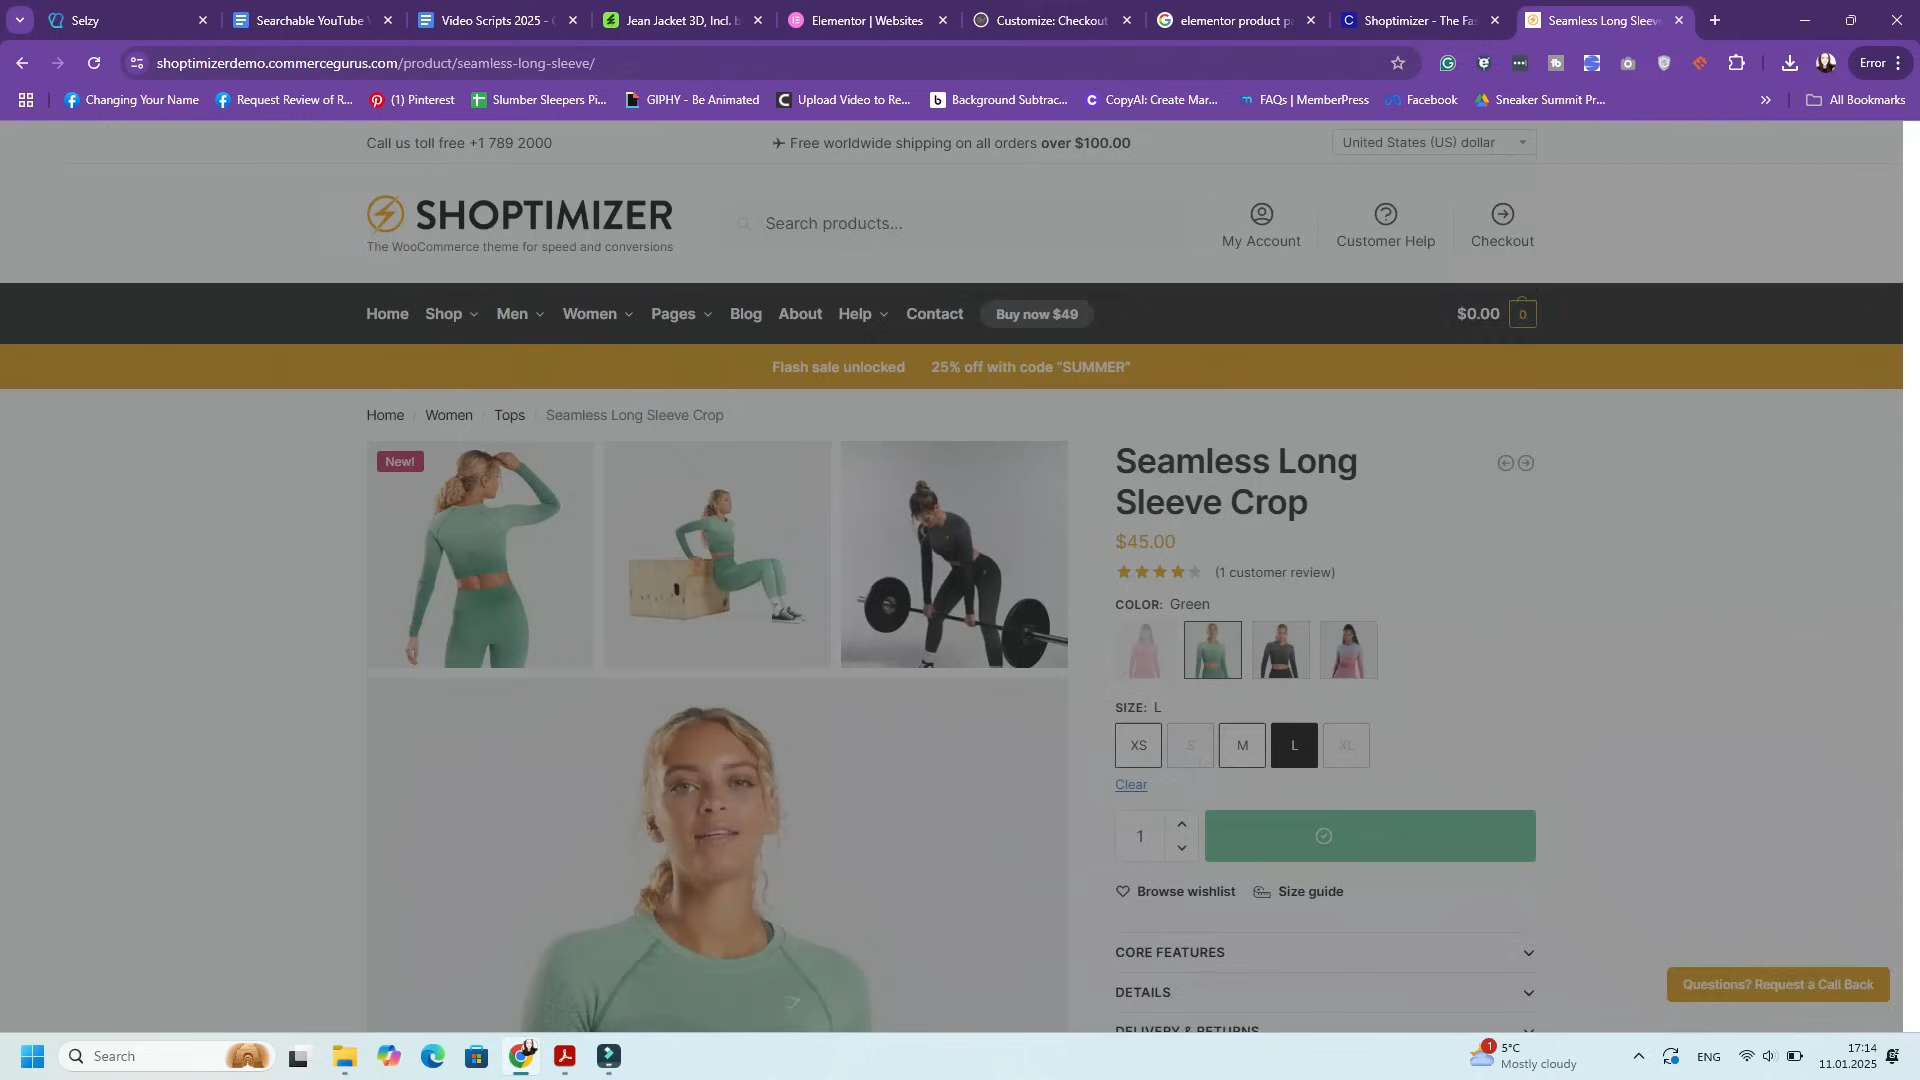 Selzy
Searchable YouTube
Video Scripts 2025 -
Jean Jacket 3D, Incl. b
Elementor | Websites
Customize: Checkout
elementor product pa
Shoptimizer - The Fas
Seamless Long Sleeve
shoptimizerdemo.commercegurus.com/product/seamless-long-sleeve/
Error
Changing Your Name
Request Review of R...
(1) Pinterest
Slumber Sleepers Pi...
GIPHY - Be Animated
Upload Video to Re...
Background Subtrac...
CopyAI: Create Mar...
FAQs | MemberPress
Facebook
Sneaker Summit Pr...
All Bookmarks
Call us toll free +1 789 2000
Free worldwide shipping on all orders over $100.00
United States (US) dollar
SHOPTIMIZER
The WooCommerce theme for speed and conversions
Search products...
My Account
Customer Help
Checkout
Home
Shop
Men
Women
Pages
Blog
About
Help
Contact
Buy now $49
$0.00
0
Flash sale unlocked 25% off with code “SUMMER”
Home / Women / Tops / Seamless Long Sleeve Crop
New!
Seamless Long
Sleeve Crop
$45.00
(1 customer review)
COLOR: Green
SIZE: L
XS
S
M
L
XL
Clear
1
Browse wishlist
Size guide
CORE FEATURES
DETAILS
DELIVERY & RETURNS
Questions? Request a Call Back
Search
1
5°C
Mostly cloudy
ENG
17:14
11.01.2025